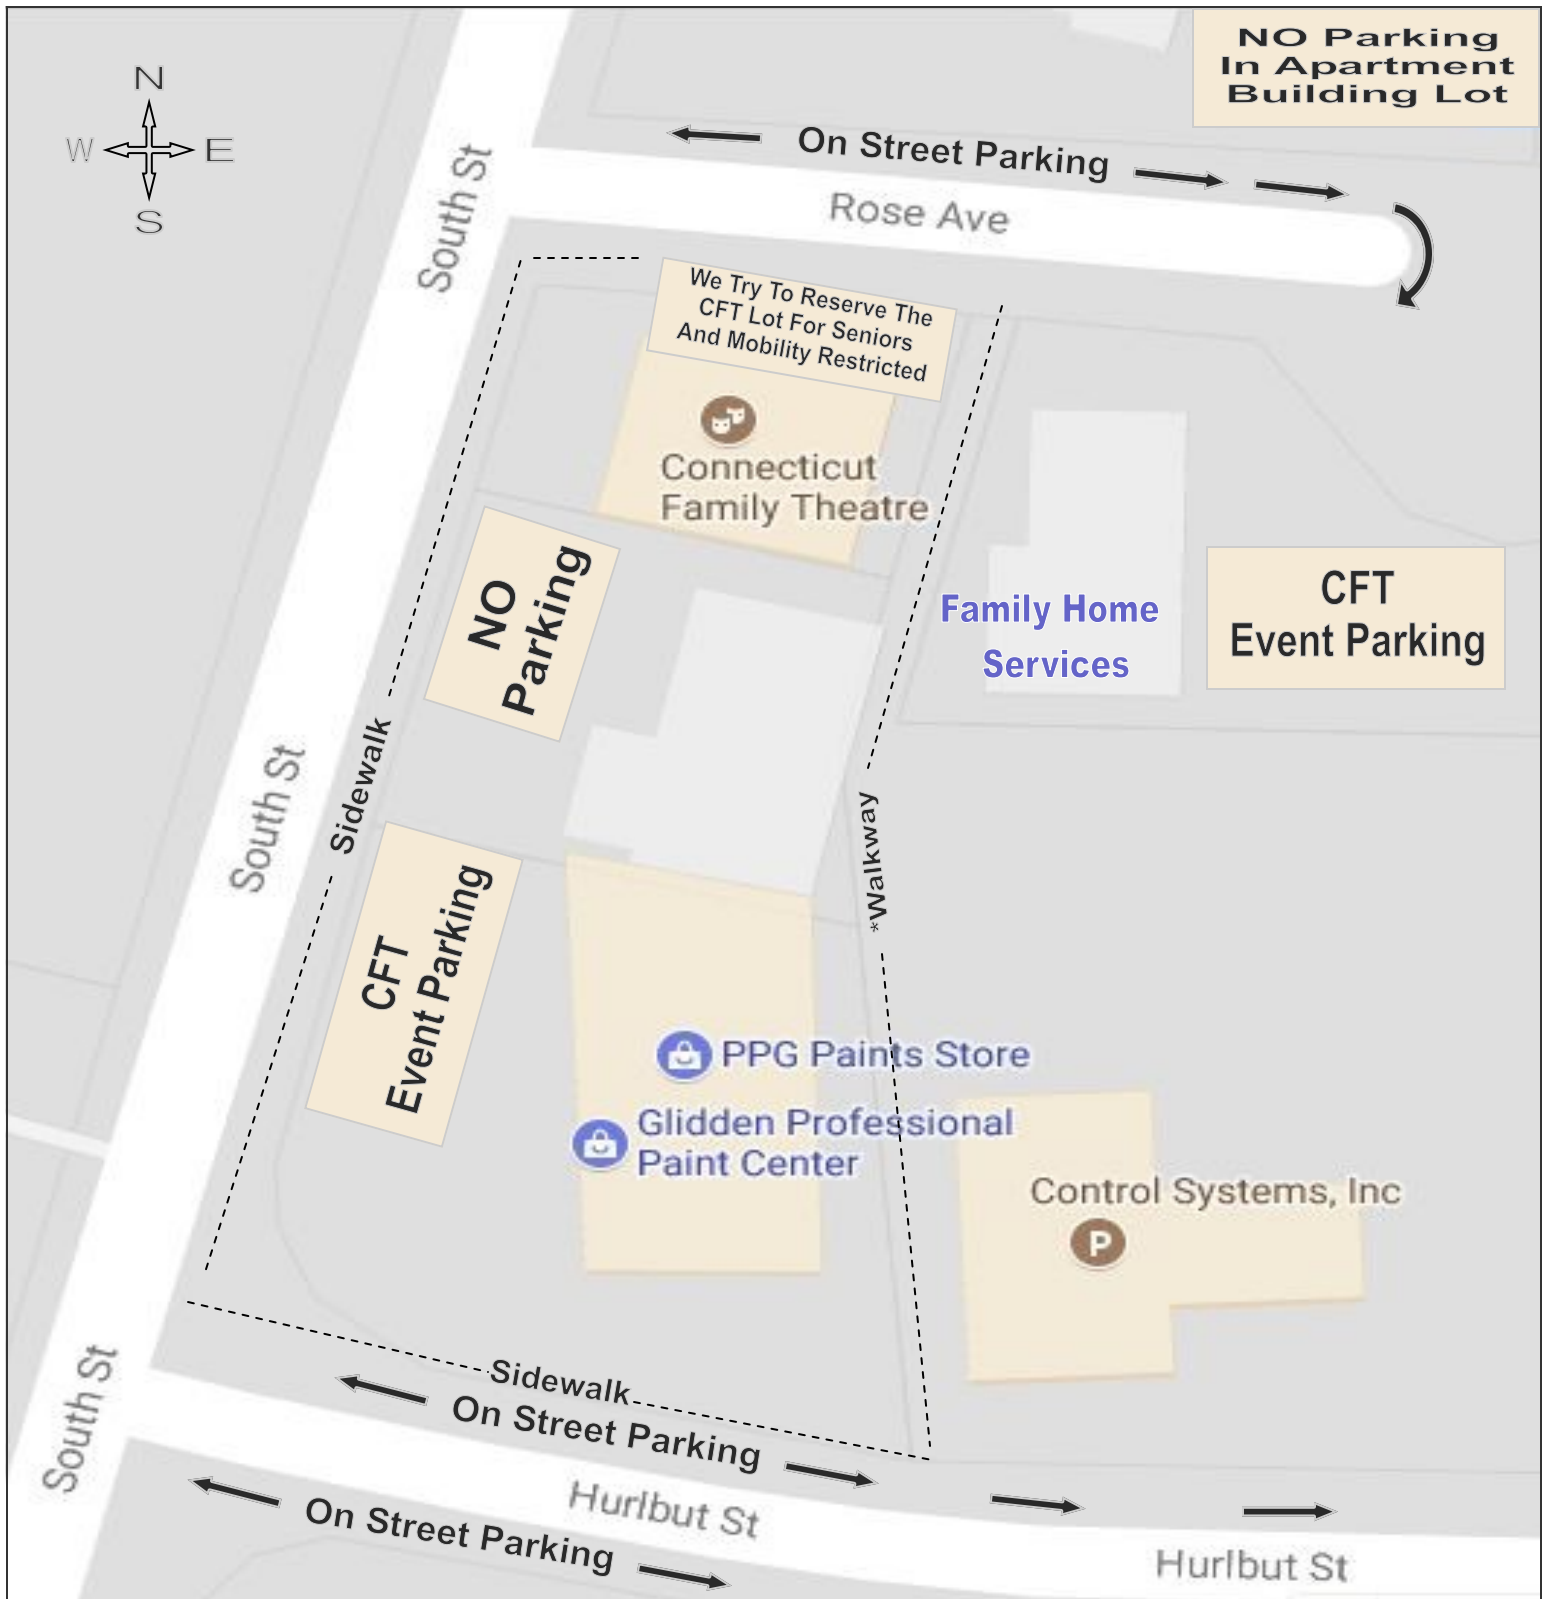 NO Parking
In Apartment
Building Lot
N
W
E
S
On Street Parking
South St
Rose Ave
We Try To Reserve The
CFT Lot For Seniors
And Mobility Restricted
Connecticut
Family Theatre
NO
Parking
Family Home
Services
CFT
Event Parking
Sidewalk
South St
*Walkway
CFT
Event Parking
PPG Paints Store
Glidden Professional
Paint Center
Control Systems, Inc
P
South St
Sidewalk
On Street Parking
Hurlbut St
On Street Parking
Hurlbut St